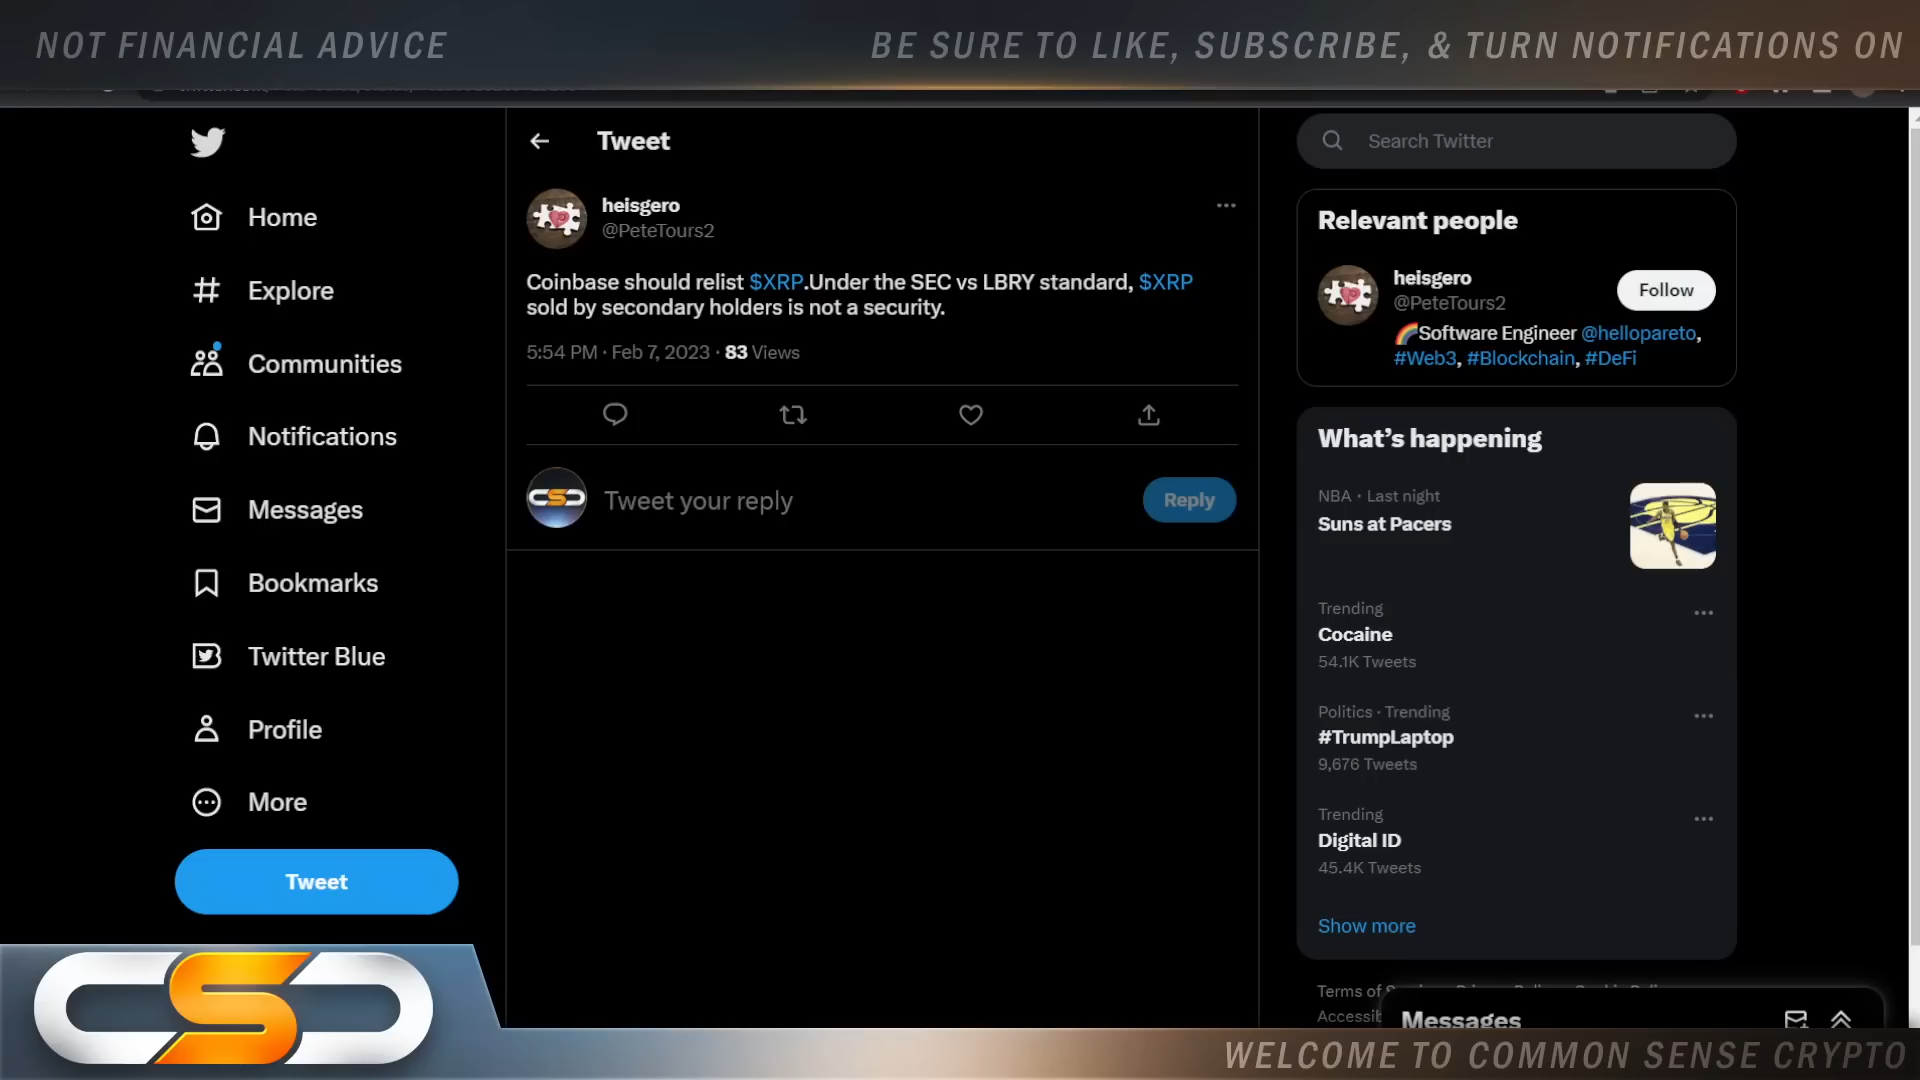 NOT FINANCIAL ADVICE
BE SURE TO LIKE, SUBSCRIBE, & TURN NOTIFICATIONS ON
Home
Explore
Communities
Notifications
Messages
Bookmarks
Twitter Blue
Profile
More
Tweet
Tweet
heisgero
@PeteTours2
Coinbase should relist $XRP.Under the SEC vs LBRY standard, $XRP
sold by secondary holders is not a security.
5:54 PM · Feb 7, 2023 · 83 Views
Tweet your reply
Reply
Search Twitter
Relevant people
heisgero
@PeteTours2
Follow
🌈Software Engineer @hellopareto,
#Web3, #Blockchain, #DeFi
What's happening
NBA · Last night
Suns at Pacers
Trending
Cocaine
54.1K Tweets
Politics · Trending
#TrumpLaptop
9,676 Tweets
Trending
Digital ID
45.4K Tweets
Show more
Terms of
Messages
CSC
WELCOME TO COMMON SENSE CRYPTO